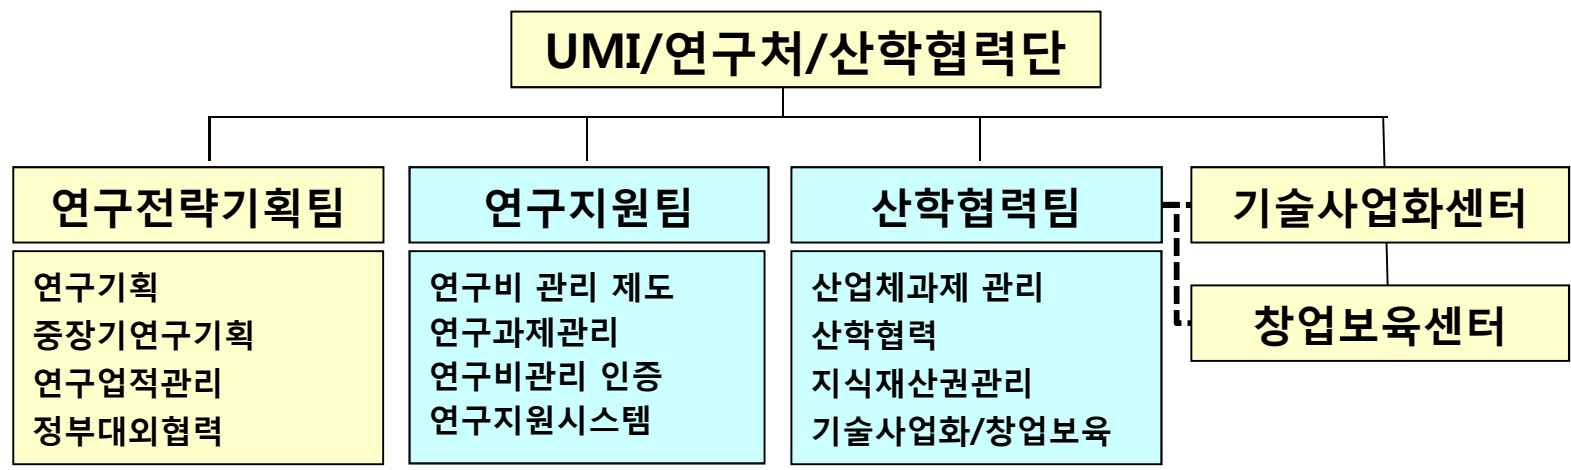 UMI/연구처/산학협력단
연구전략기획팀
연구기획
중장기연구기획
연구업적관리
정부대외협력
연구지원팀
연구비 관리 제도
연구과제관리
연구비관리 인증
연구지원시스템
산학협력팀
산업체과제 관리
산학협력
지식재산권관리
기술사업화/창업보육
기술사업화센터
창업보육센터